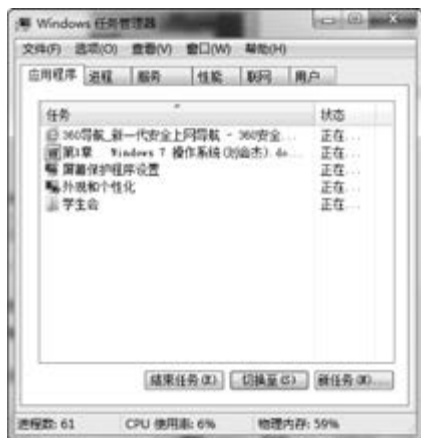 Windows 任务管理器
文件(F) 选项(O) 查看(V) 窗口(W) 帮助(H)
应用程序 进程 服务 性能 联网 用户
任务 状态
360导航_新一代安全上网导航 - 360安全... 正在...
第3章 Windows 7 操作系统 do... 正在...
屏幕保护程序设置 正在...
外观和个性化 正在...
学生会 正在...
结束任务(E) 切换至(S) 新任务(N)...
进程数: 61 CPU 使用率: 6% 物理内存: 59%